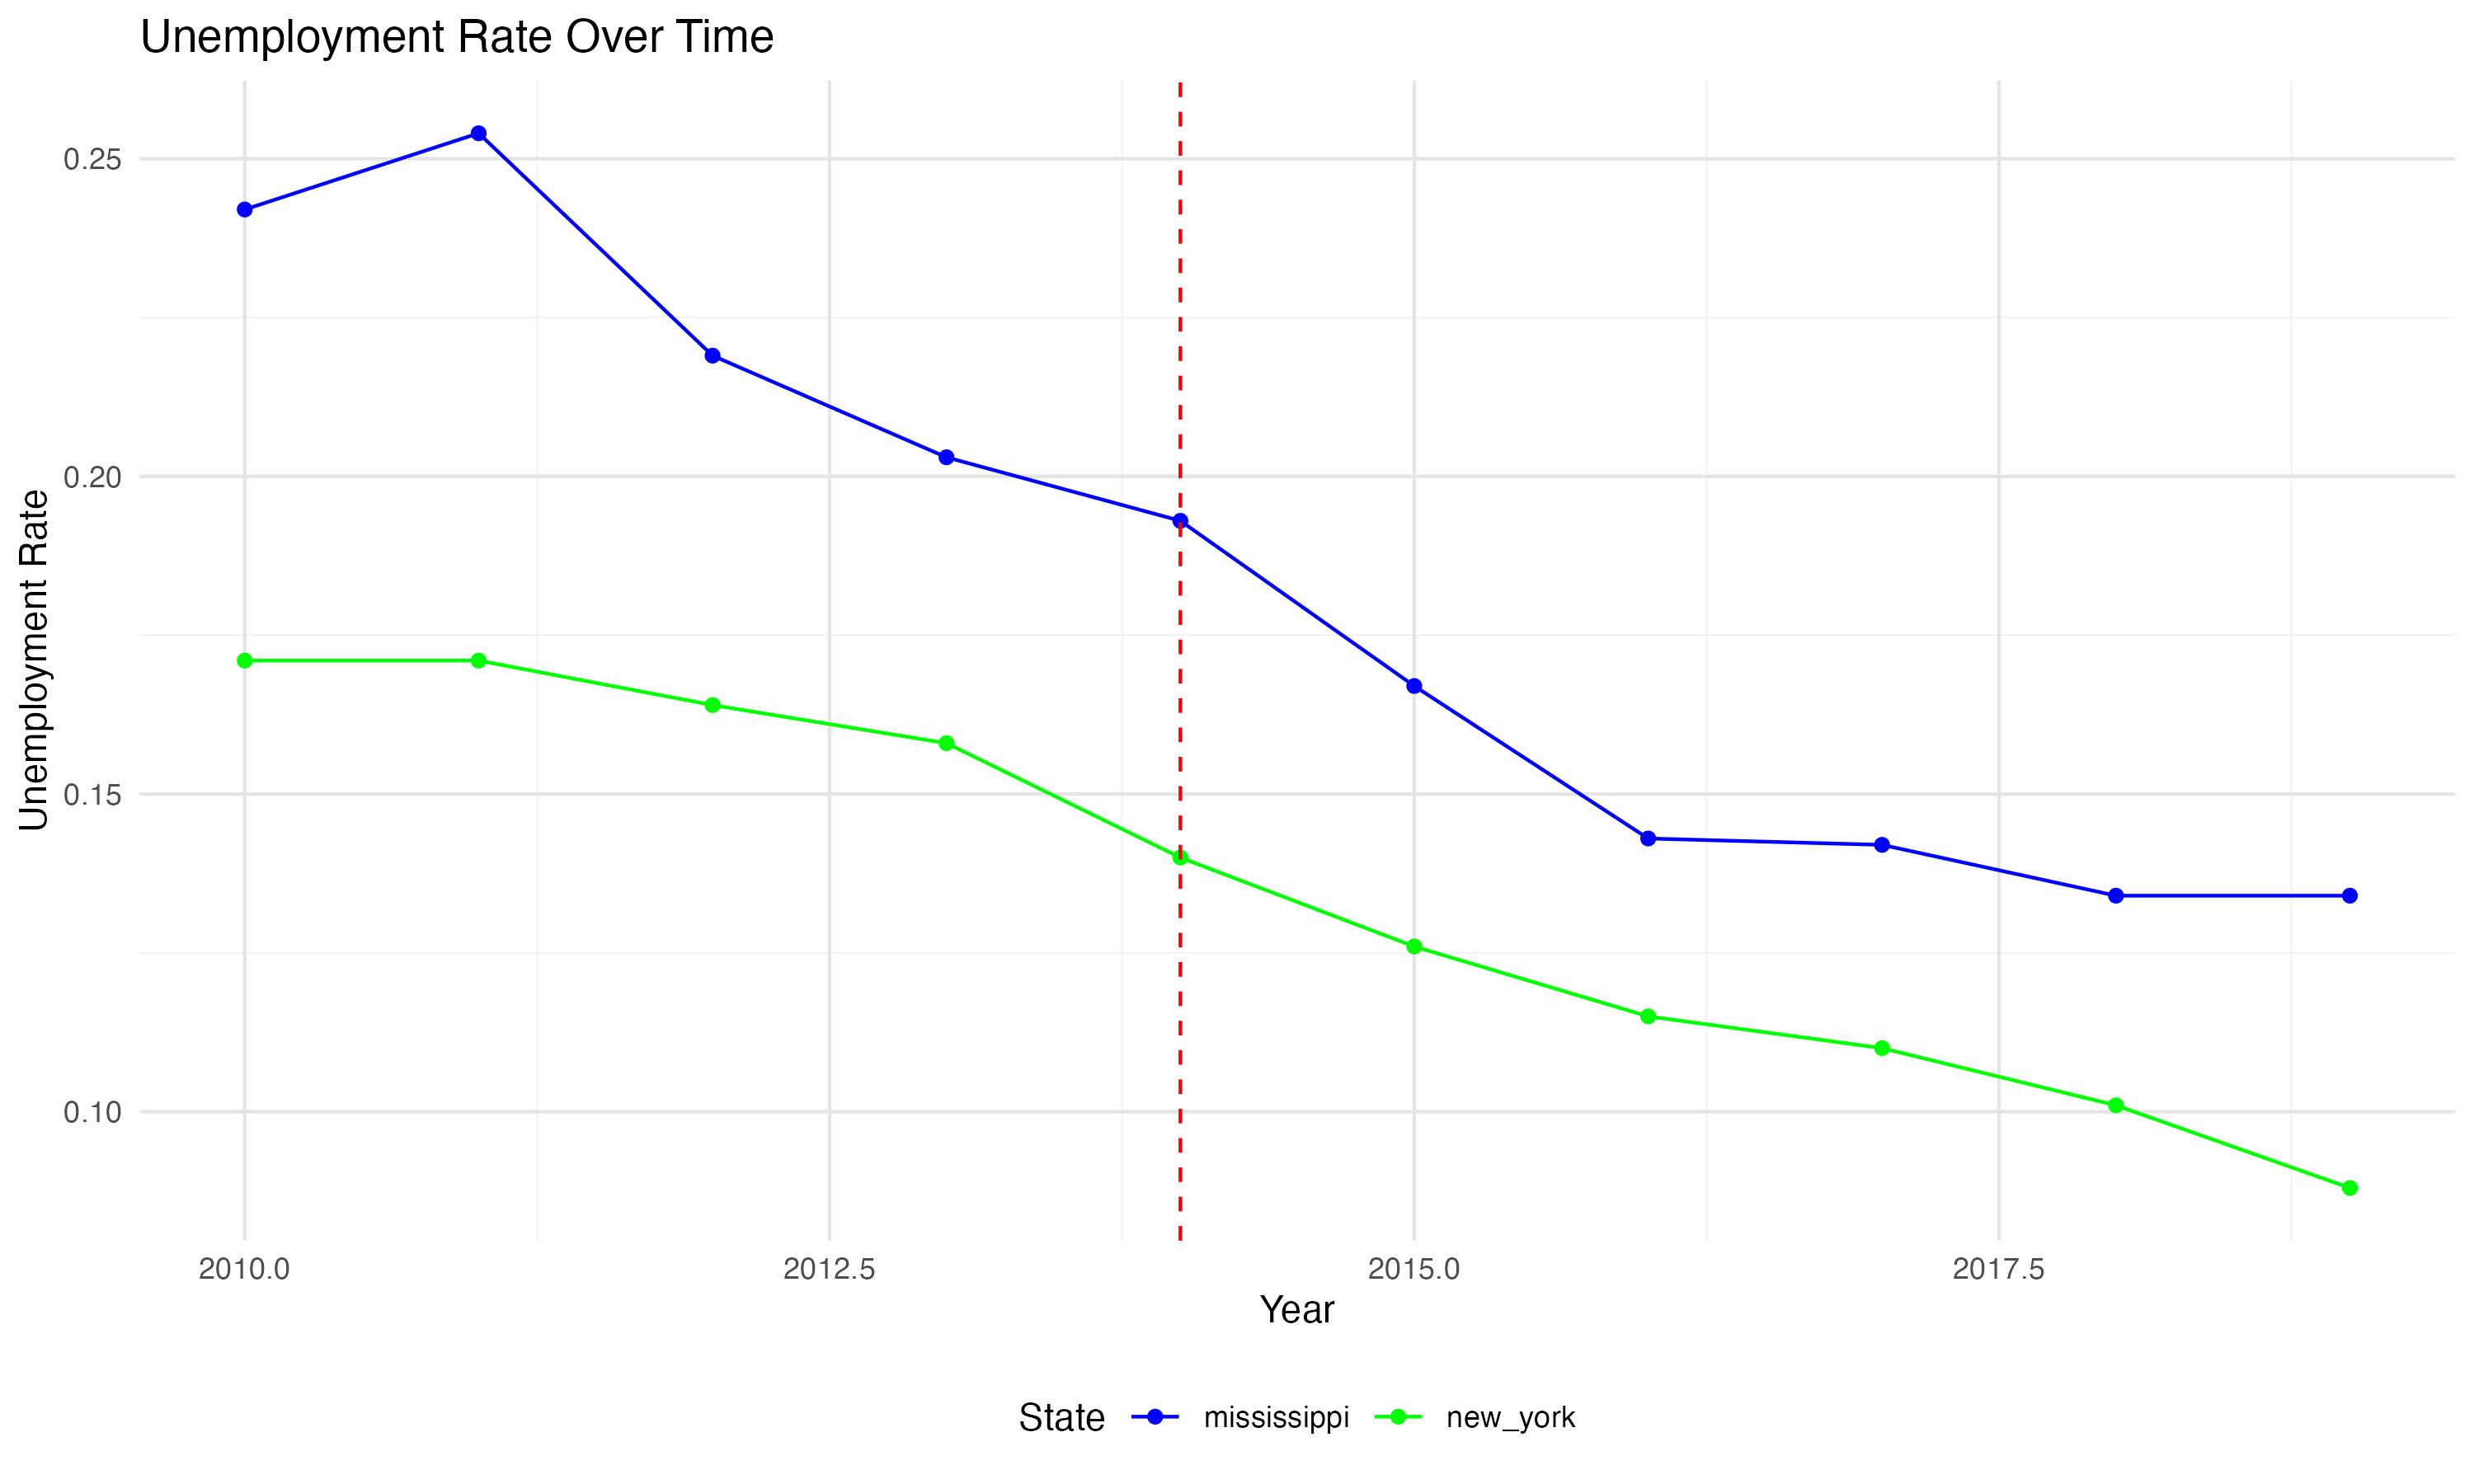 Unemployment Rate Over Time
Unemployment Rate
0.25
0.20
0.15
0.10
2010.0 2012.5 2015.0 2017.5
Year
State mississippi new_york